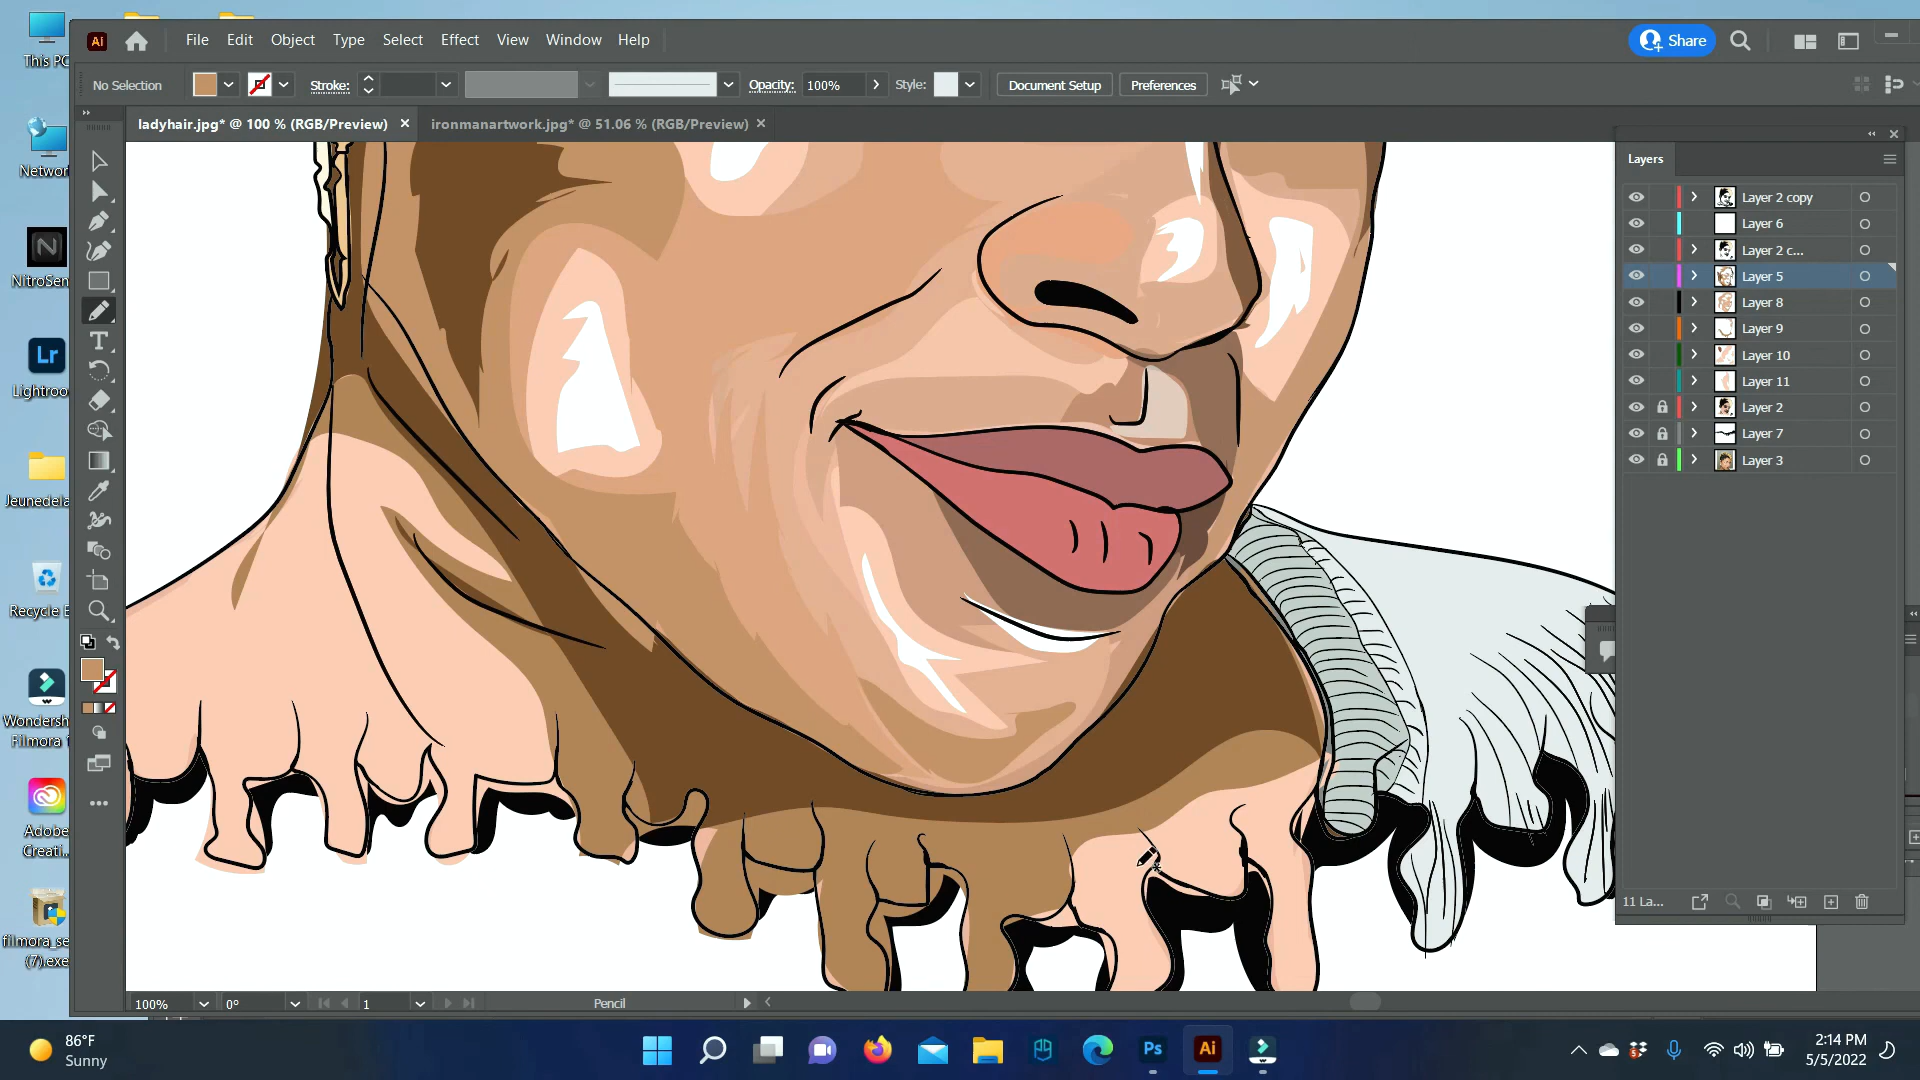 This PC
Ai
File Edit Object Type Select Effect View Window Help
Share
No Selection
Stroke:
Opacity: 100%
Style:
Document Setup
Preferences
ladyhair.jpg* @ 100 % (RGB/Preview)
ironmanartwork.jpg* @ 51.06 % (RGB/Preview)
Layers
Layer 2 copy
Layer 6
Layer 2 c...
Layer 5
Layer 8
Layer 9
Layer 10
Layer 11
Layer 2
Layer 7
Layer 3
11 La...
Networ
N
NitroSen
Lr
Lightroo
Jeunedela
Recycle E
Wondersh
Filmora
Adobe
Creati...
filmora_se
(7).exe
T
100%
0°
1
Pencil
86°F
Sunny
Ps
Ai
2:14 PM
5/5/2022